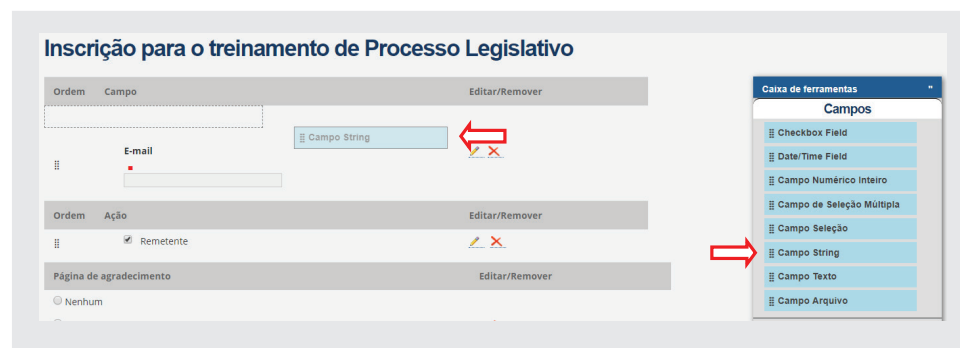 Inscrição para o treinamento de Processo Legislativo
Ordem Campo Editar/Remover
Campo String
E-mail
Ordem Ação Editar/Remover
Remetente
Página de agradecimento Editar/Remover
Nenhum
Caixa de ferramentas
Campos
Checkbox Field
Date/Time Field
Campo Numérico Inteiro
Campo de Seleção Múltipla
Campo Seleção
Campo String
Campo Texto
Campo Arquivo